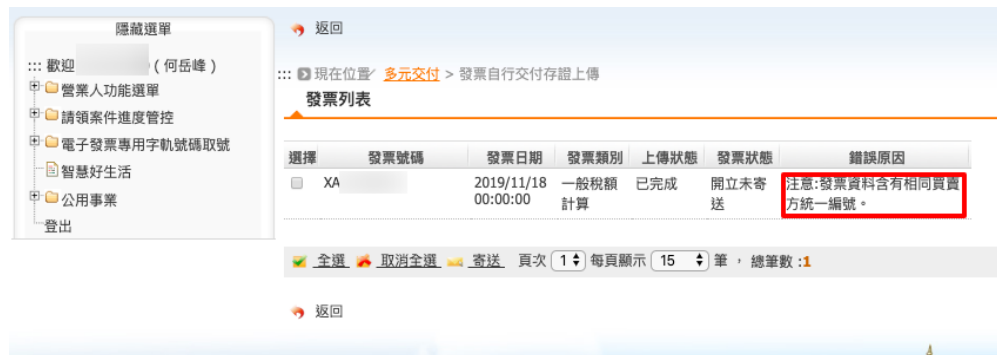 隱藏選單
::: 歡迎 ( 何岳峰 )
營業人功能選單
請領案件進度管控
電子發票專用字軌號碼取號
智慧好生活
公用事業
登出
返回
::: 現在位置／ 多元交付 > 發票自行交付存證上傳
發票列表
選擇 發票號碼 發票日期 發票類別 上傳狀態 發票狀態 錯誤原因
XA 2019/11/18 一般稅額 已完成 開立未寄 注意:發票資料含有相同買賣
00:00:00 計算 送 方統一編號。
全選 取消全選 寄送 頁次 1 每頁顯示 15 筆 , 總筆數 :1
返回